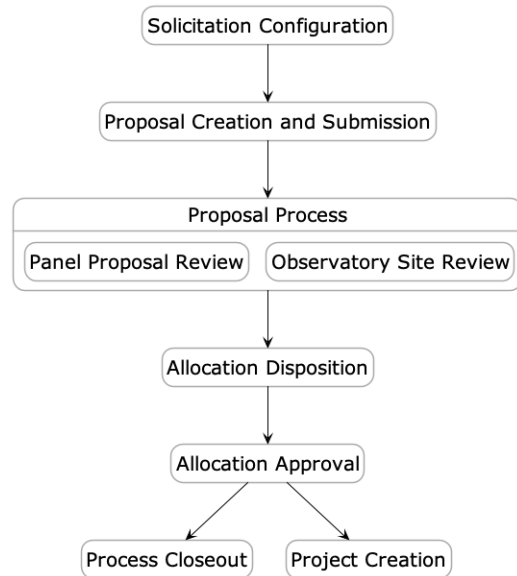 Solicitation Configuration
Proposal Creation and Submission
Proposal Process
Panel Proposal Review
Observatory Site Review
Allocation Disposition
Allocation Approval
Process Closeout
Project Creation